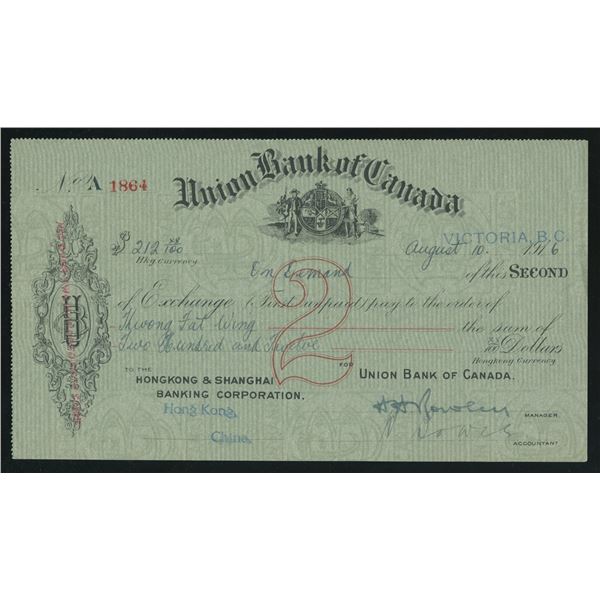 Union Bank of Canada
No. A 1864
VICTORIA, B.C.
$ 212 xx/100 August 10 1916
Hkg. Currency
On Demand of this SECOND
of Exchange (First unpaid) pay to the order of
Kwong Fat Wing the sum of
Two Hundred and Twelve xx/100 Dollars
Hongkong Currency
2
TO THE FOR
HONGKONG & SHANGHAI UNION BANK OF CANADA.
BANKING CORPORATION.
Hong Kong,
China.
MANAGER
ACCOUNTANT